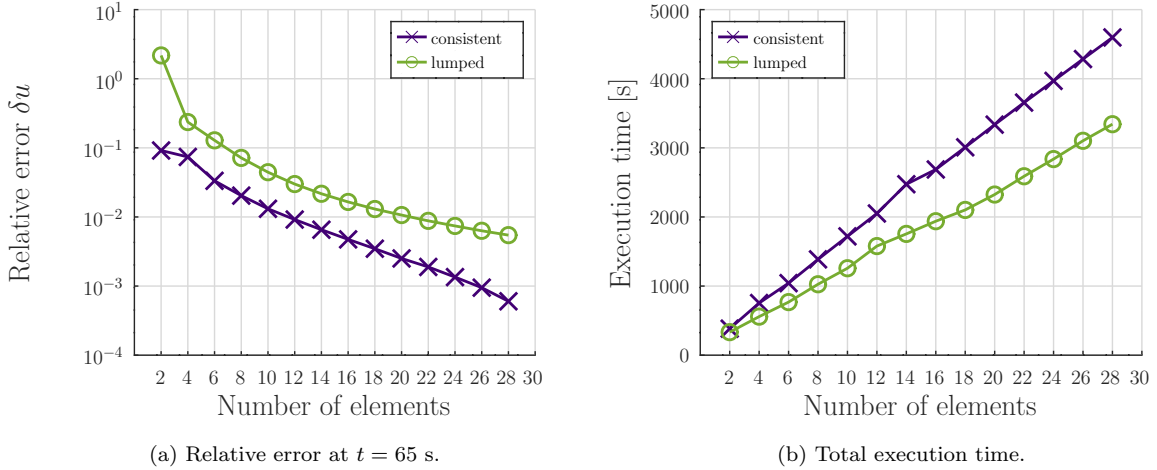 10^1
10^0
10^−1
10^−2
10^−3
10^−4
Relative error δu
consistent
lumped
2 4 6 8 10 12 14 16 18 20 22 24 26 28 30
Number of elements
(a) Relative error at t = 65 s.
5000
4000
3000
2000
1000
0
Execution time [s]
consistent
lumped
2 4 6 8 10 12 14 16 18 20 22 24 26 28 30
Number of elements
(b) Total execution time.